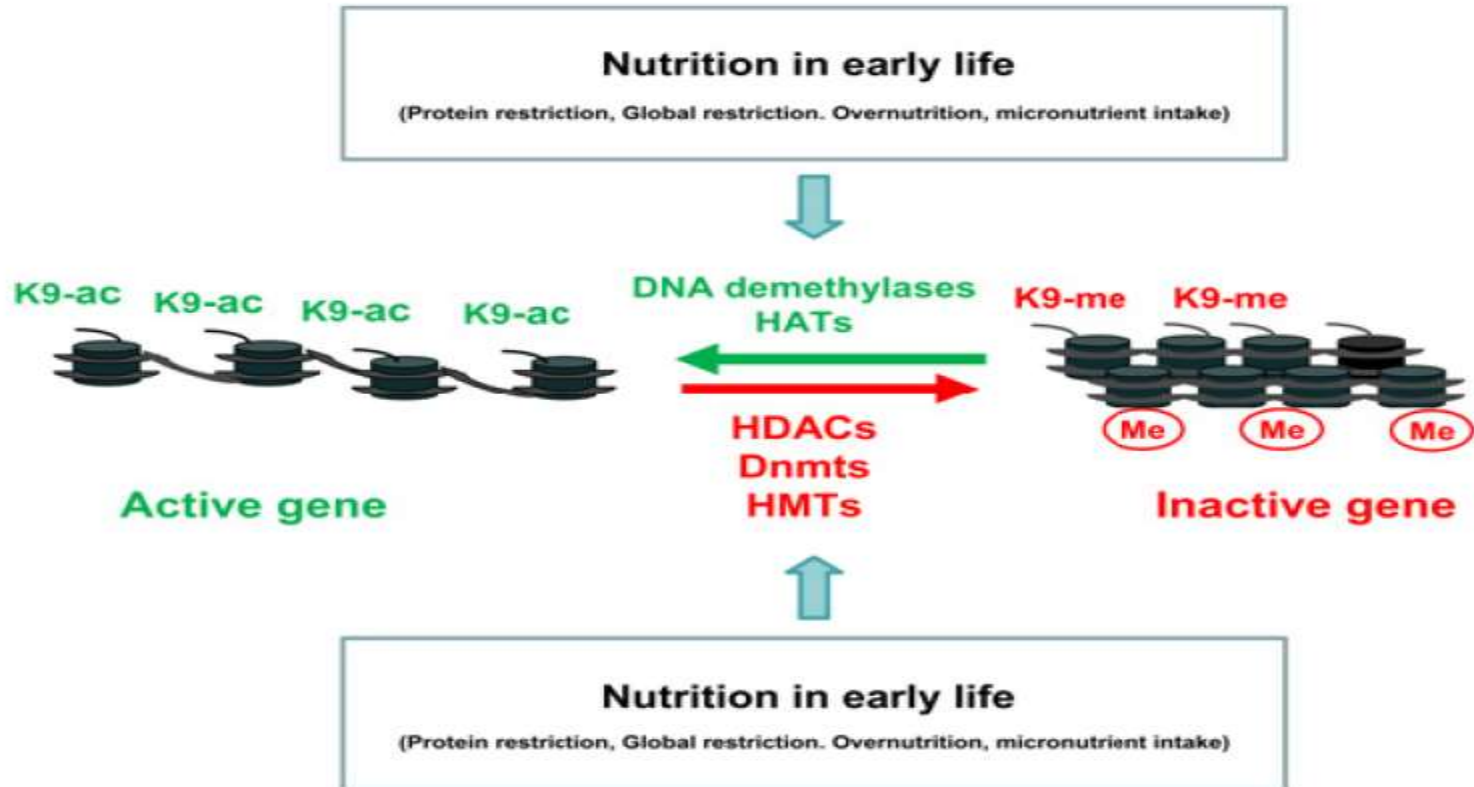 Nutrition in early life
(Protein restriction, Global restriction. Overnutrition, micronutrient intake)
K9-ac K9-ac K9-ac K9-ac
DNA demethylases
HATs
K9-me K9-me
HDACs
Dnmts
HMTs
Me Me Me
Active gene
Inactive gene
Nutrition in early life
(Protein restriction, Global restriction. Overnutrition, micronutrient intake)